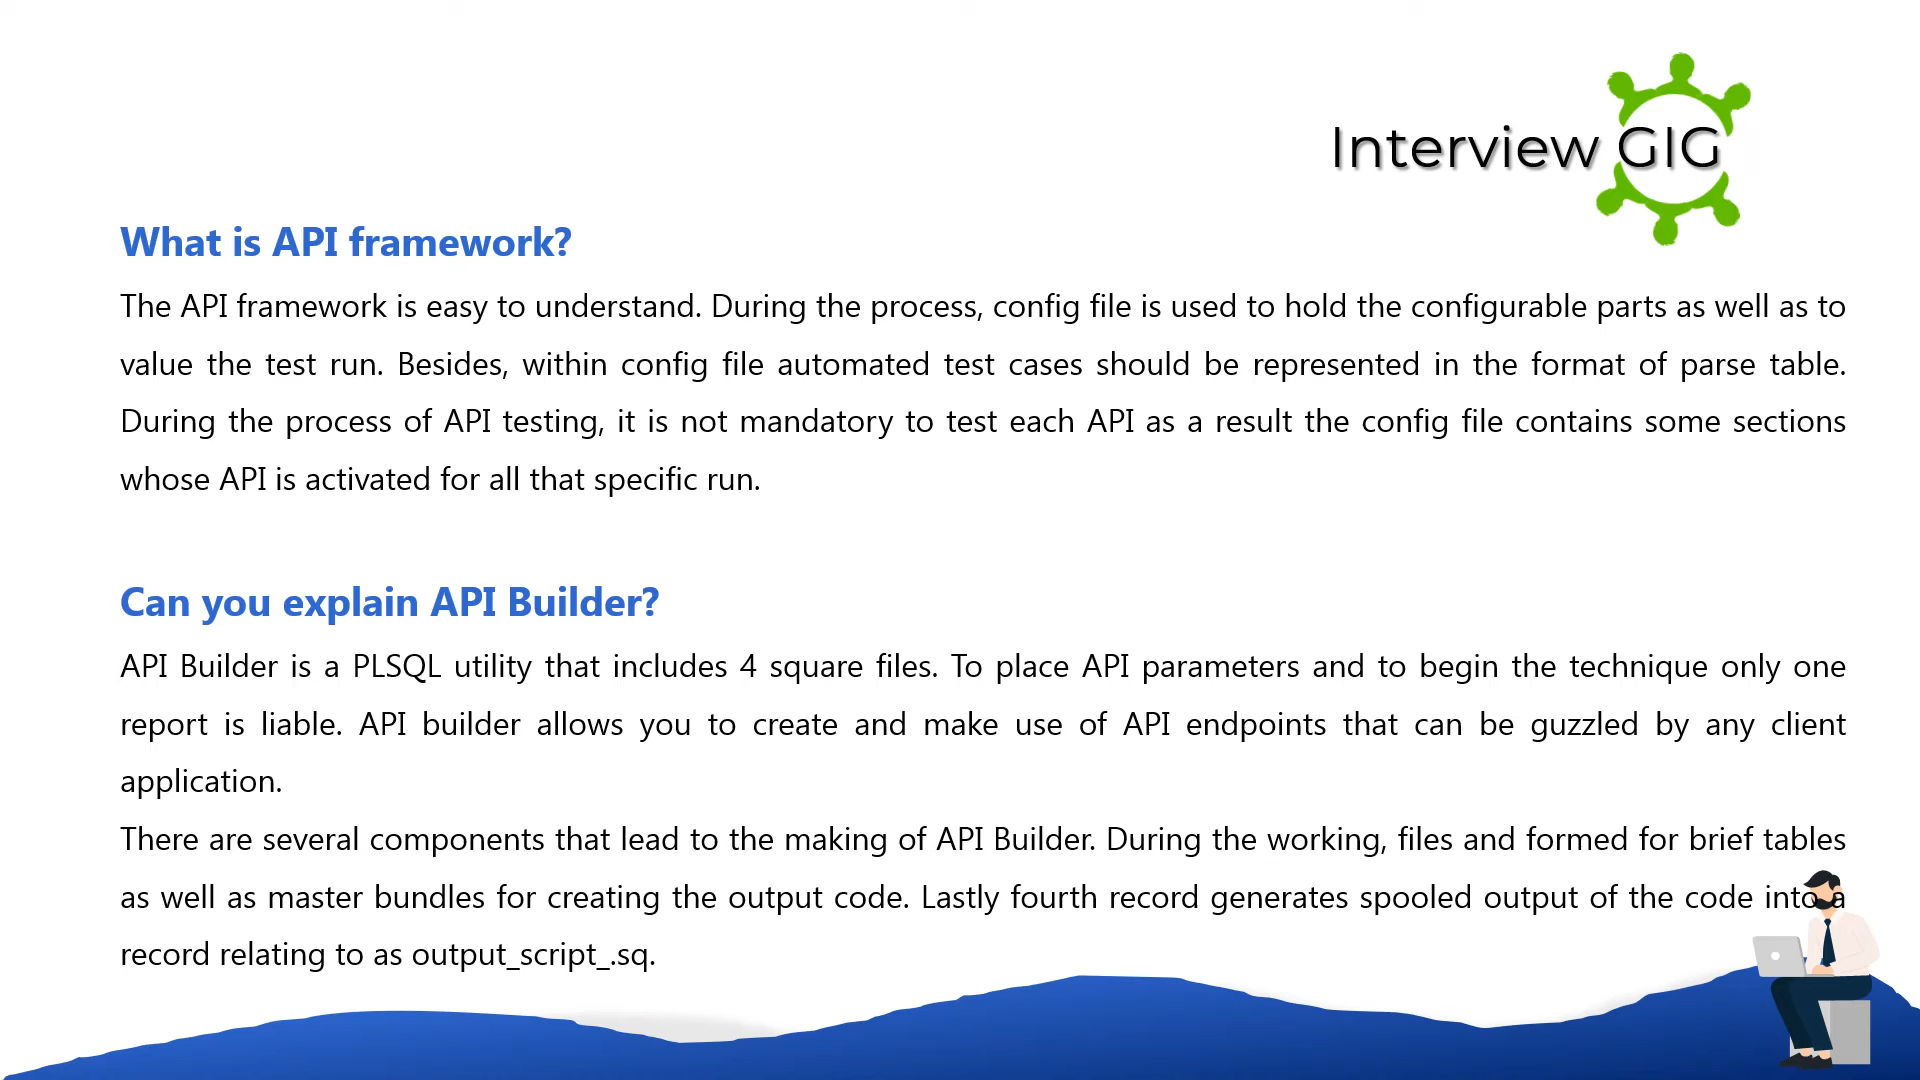 Interview GIG
What is API framework?
The API framework is easy to understand. During the process, config file is used to hold the configurable parts as well as to
value the test run. Besides, within config file automated test cases should be represented in the format of parse table.
During the process of API testing, it is not mandatory to test each API as a result the config file contains some sections
whose API is activated for all that specific run.
Can you explain API Builder?
API Builder is a PLSQL utility that includes 4 square files. To place API parameters and to begin the technique only one
report is liable. API builder allows you to create and make use of API endpoints that can be guzzled by any client
application.
There are several components that lead to the making of API Builder. During the working, files and formed for brief tables
as well as master bundles for creating the output code. Lastly fourth record generates spooled output of the code into a
record relating to as output_script_.sq.